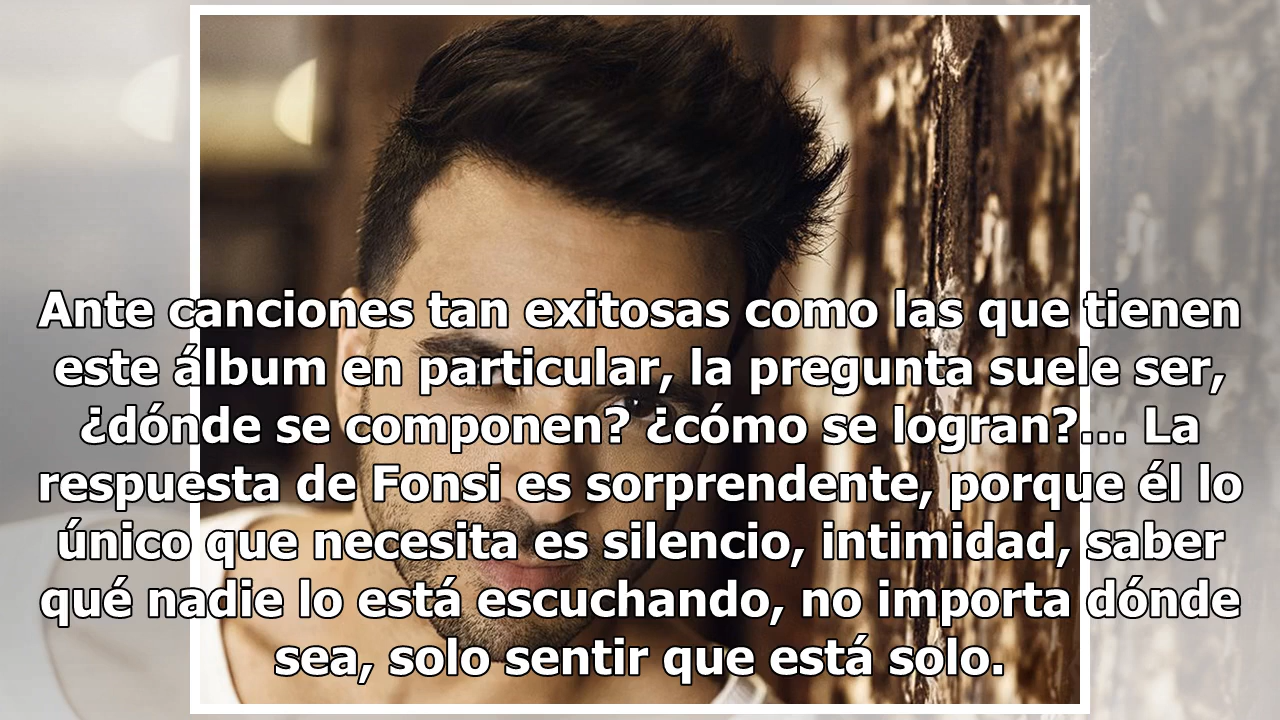 Ante canciones tan exitosas como las que tienen
este álbum en particular, la pregunta suele ser,
¿dónde se componen? ¿cómo se logran?... La
respuesta de Fonsi es sorprendente, porque él lo
único que necesita es silencio, intimidad, saber
qué nadie lo está escuchando, no importa dónde
sea, solo sentir que está solo.